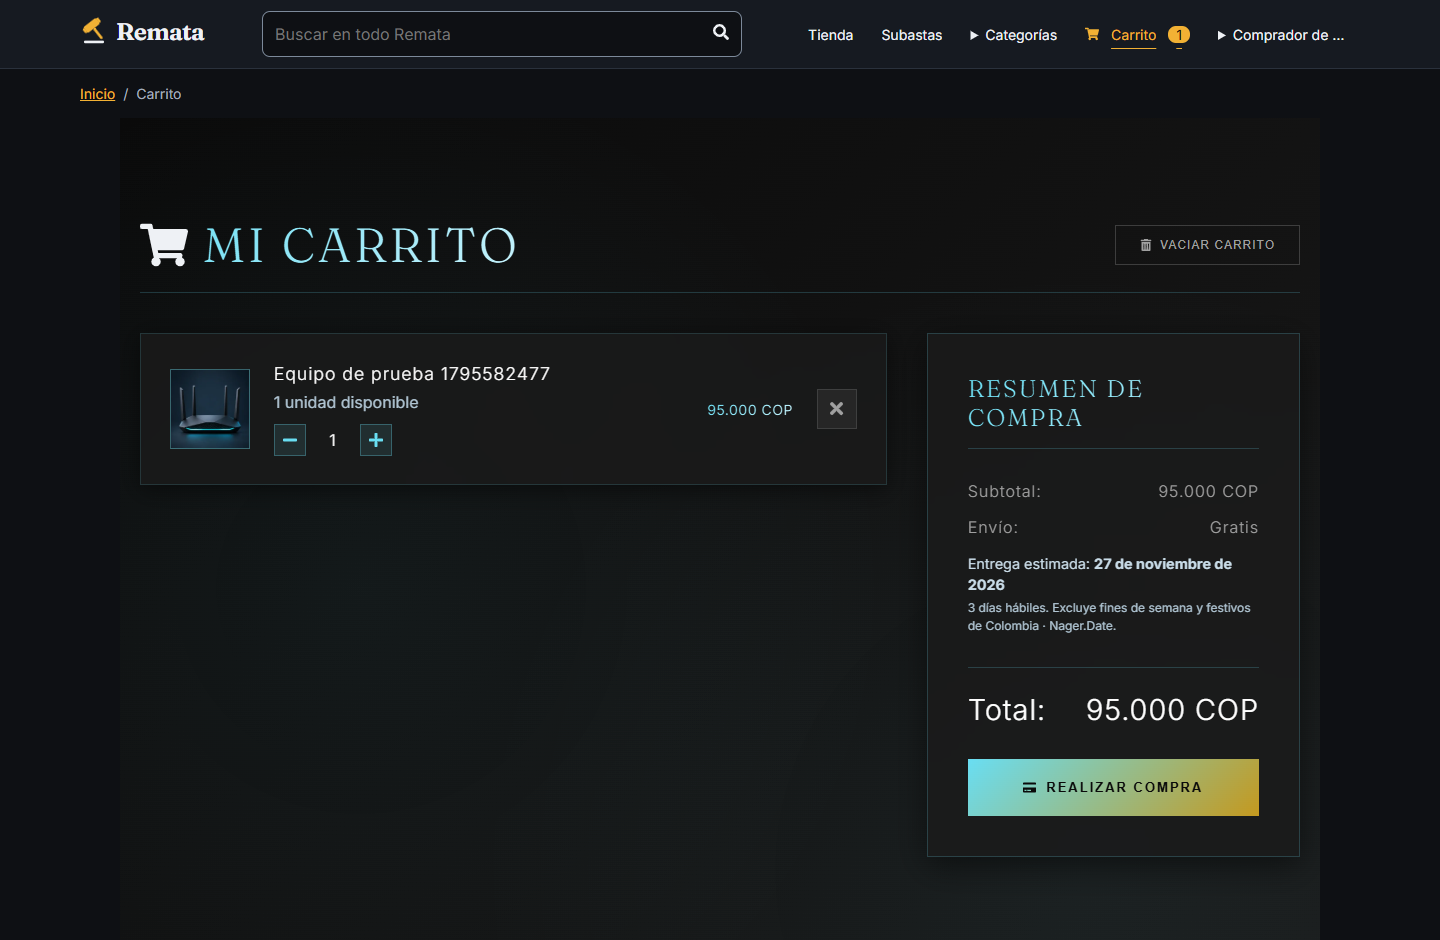 Remata
Buscar en todo Remata
Tienda
Subastas
Categorías
Carrito
1
Comprador de ...
Inicio / Carrito
MI CARRITO
VACIAR CARRITO
Equipo de prueba 1795582477
1 unidad disponible
1
95.000 COP
RESUMEN DE
COMPRA
Subtotal: 95.000 COP
Envío: Gratis
Entrega estimada: 27 de noviembre de
2026
3 días hábiles. Excluye fines de semana y festivos
de Colombia · Nager.Date.
Total: 95.000 COP
REALIZAR COMPRA